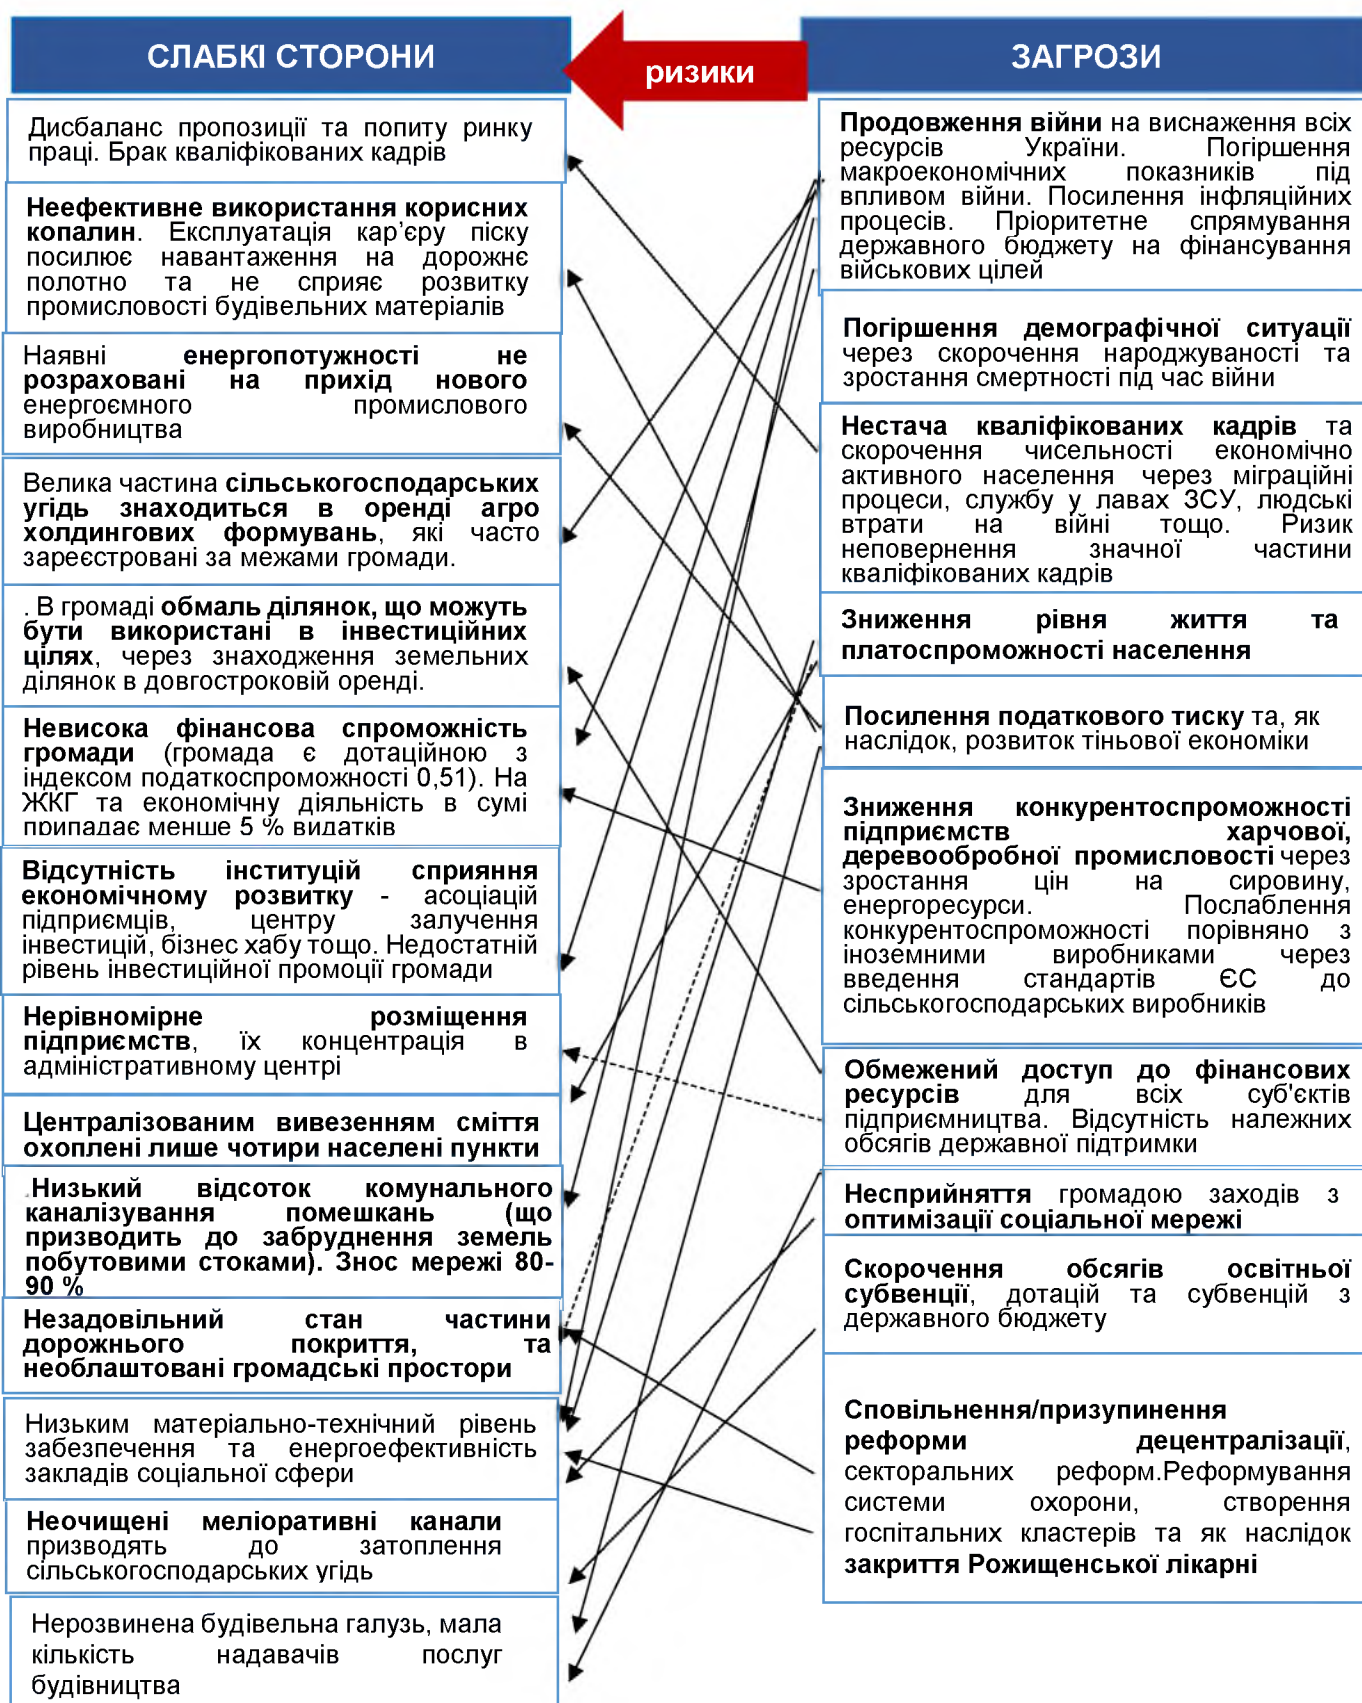 СЛАБКІ СТОРОНИ
ризики
ЗАГРОЗИ
Дисбаланс пропозиції та попиту ринку
праці. Брак кваліфікованих кадрів
Неефективне використання корисних
копалин. Експлуатація кар’єру піску
посилює навантаження на дорожнє
полотно та не сприяє розвитку
промисловості будівельних матеріалів
Наявні енергопотужності не
розраховані на прихід нового
енергоємного промислового
виробництва
Велика частина сільськогосподарських
угідь знаходиться в оренді агро
холдингових формувань, які часто
зареєстровані за межами громади.
. В громаді обмаль ділянок, що можуть
бути використані в інвестиційних
цілях, через знаходження земельних
ділянок в довгостроковій оренді.
Невисока фінансова спроможність
громади (громада є дотаційною з
індексом податкоспроможності 0,51). На
ЖКГ та економічну діяльність в сумі
припадає менше 5 % видатків
Відсутність інституцій сприяння
економічному розвитку - асоціацій
підприємців, центру залучення
інвестицій, бізнес хабу тощо. Недостатній
рівень інвестиційної промоції громади
Нерівномірне розміщення
підприємств, їх концентрація в
адміністративному центрі
Централізованим вивезенням сміття
охоплені лише чотири населені пункти
.Низький відсоток комунального
каналізування помешкань (що
призводить до забруднення земель
побутовими стоками). Знос мережі 80-
90 %
Незадовільний стан частини
дорожнього покриття, та
необлаштовані громадські простори
Низьким матеріально-технічний рівень
забезпечення та енергоефективність
закладів соціальної сфери
Неочищені меліоративні канали
призводять до затоплення
сільськогосподарських угідь
Нерозвинена будівельна галузь, мала
кількість надавачів послуг
будівництва
Продовження війни на виснаження всіх
ресурсів України. Погіршення
макроекономічних показників під
впливом війни. Посилення інфляційних
процесів. Пріоритетне спрямування
державного бюджету на фінансування
військових цілей
Погіршення демографічної ситуації
через скорочення народжуваності та
зростання смертності під час війни
Нестача кваліфікованих кадрів та
скорочення чисельності економічно
активного населення через міграційні
процеси, службу у лавах ЗСУ, людські
втрати на війні тощо. Ризик
неповернення значної частини
кваліфікованих кадрів
Зниження рівня життя та
платоспроможності населення
Посилення податкового тиску та, як
наслідок, розвиток тіньової економіки
Зниження конкурентоспроможності
підприємств харчової,
деревообробної промисловості через
зростання цін на сировину,
енергоресурси. Послаблення
конкурентоспроможності порівняно з
іноземними виробниками через
введення стандартів ЄС до
сільськогосподарських виробників
Обмежений доступ до фінансових
ресурсів для всіх суб'єктів
підприємництва. Відсутність належних
обсягів державної підтримки
Несприйняття громадою заходів з
оптимізації соціальної мережі
Скорочення обсягів освітньої
субвенції, дотацій та субвенцій з
державного бюджету
Сповільнення/призупинення
реформи децентралізації,
секторальних реформ.Реформування
системи охорони, створення
госпітальних кластерів та як наслідок
закриття Рожищенської лікарні